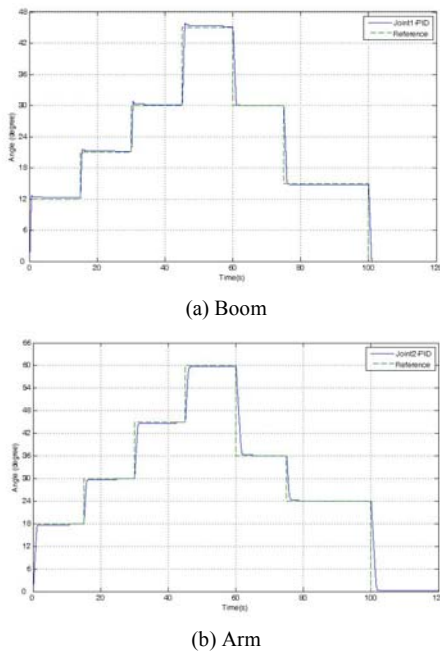 48
42
36
30
24
18
12
6
0
Angle (degree)
Joint1-PID
Reference
0 20 40 60 80 100 120
Time(s)
(a) Boom
66
60
54
48
42
36
30
24
18
12
6
0
Angle (degree)
Joint2-PID
Reference
0 20 40 60 80 100 120
Time(s)
(b) Arm